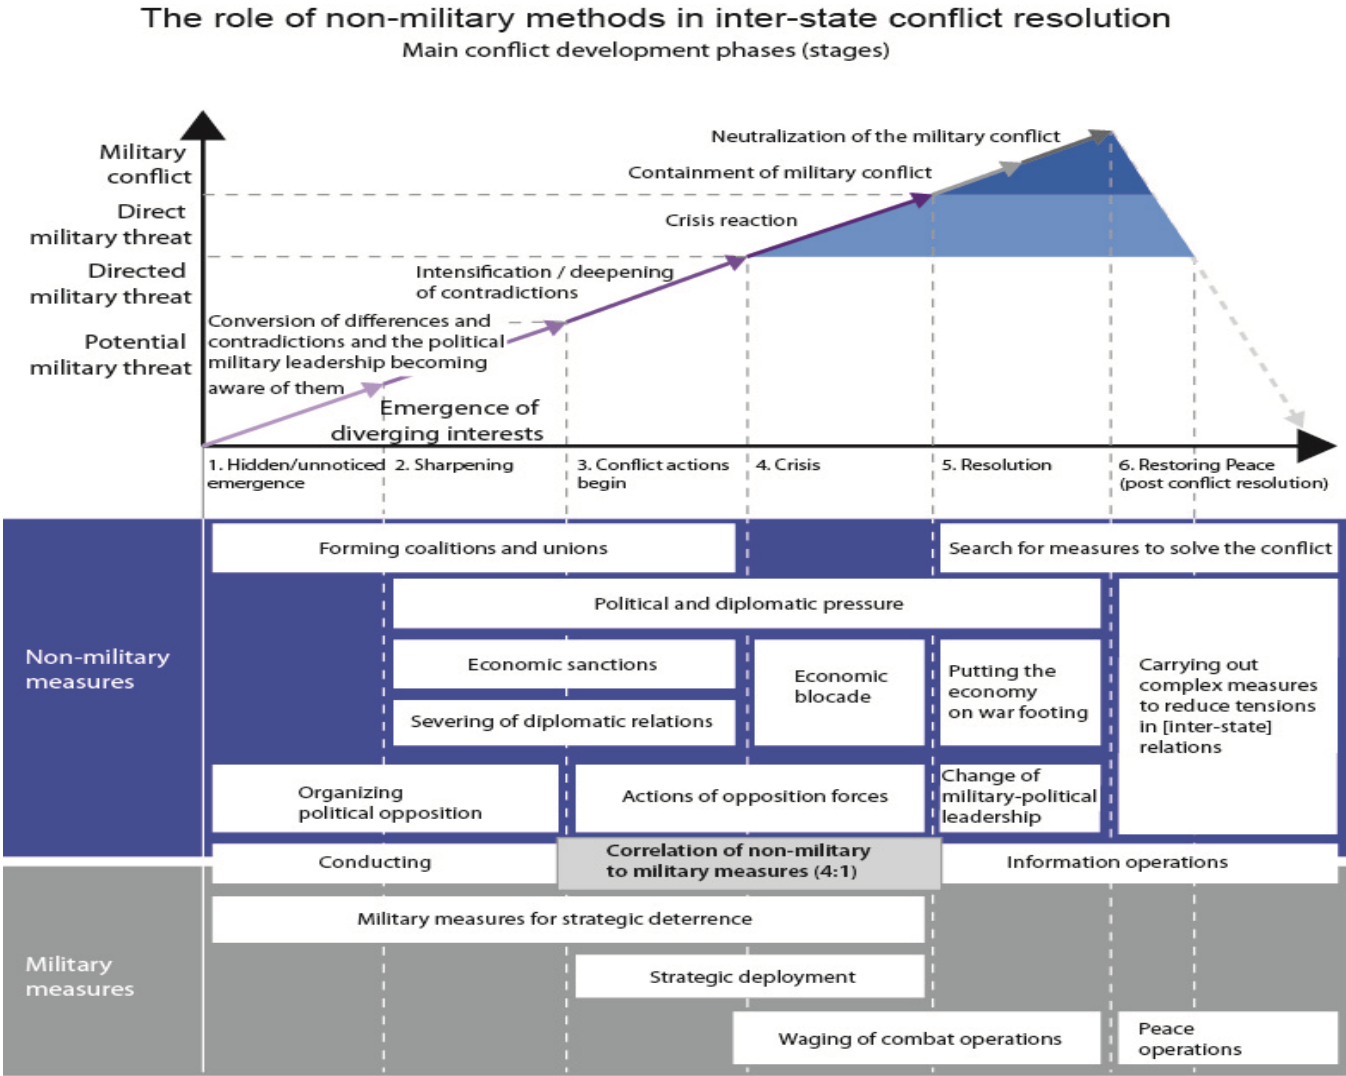 The role of non-military methods in inter-state conflict resolution
Main conflict development phases (stages)
Neutralization of the military conflict
Military
conflict
Containment of military conflict
Direct
military threat
Crisis reaction
Directed
military threat
Intensification / deepening
of contradictions
Potential
military threat
Conversion of differences and
contradictions and the political
military leadership becoming
aware of them
Emergence of
diverging interests
1. Hidden/unnoticed
emergence
2. Sharpening
3. Conflict actions
begin
4. Crisis
5. Resolution
6. Restoring Peace
(post conflict resolution)
Non-military
measures
Forming coalitions and unions
Search for measures to solve the conflict
Political and diplomatic pressure
Economic sanctions
Severing of diplomatic relations
Economic
blocade
Putting the
economy
on war footing
Carrying out
complex measures
to reduce tensions
in [inter-state]
relations
Organizing
political opposition
Actions of opposition forces
Change of
military-political
leadership
Conducting
Correlation of non-military
to military measures (4:1)
Information operations
Military
measures
Military measures for strategic deterrence
Strategic deployment
Waging of combat operations
Peace
operations